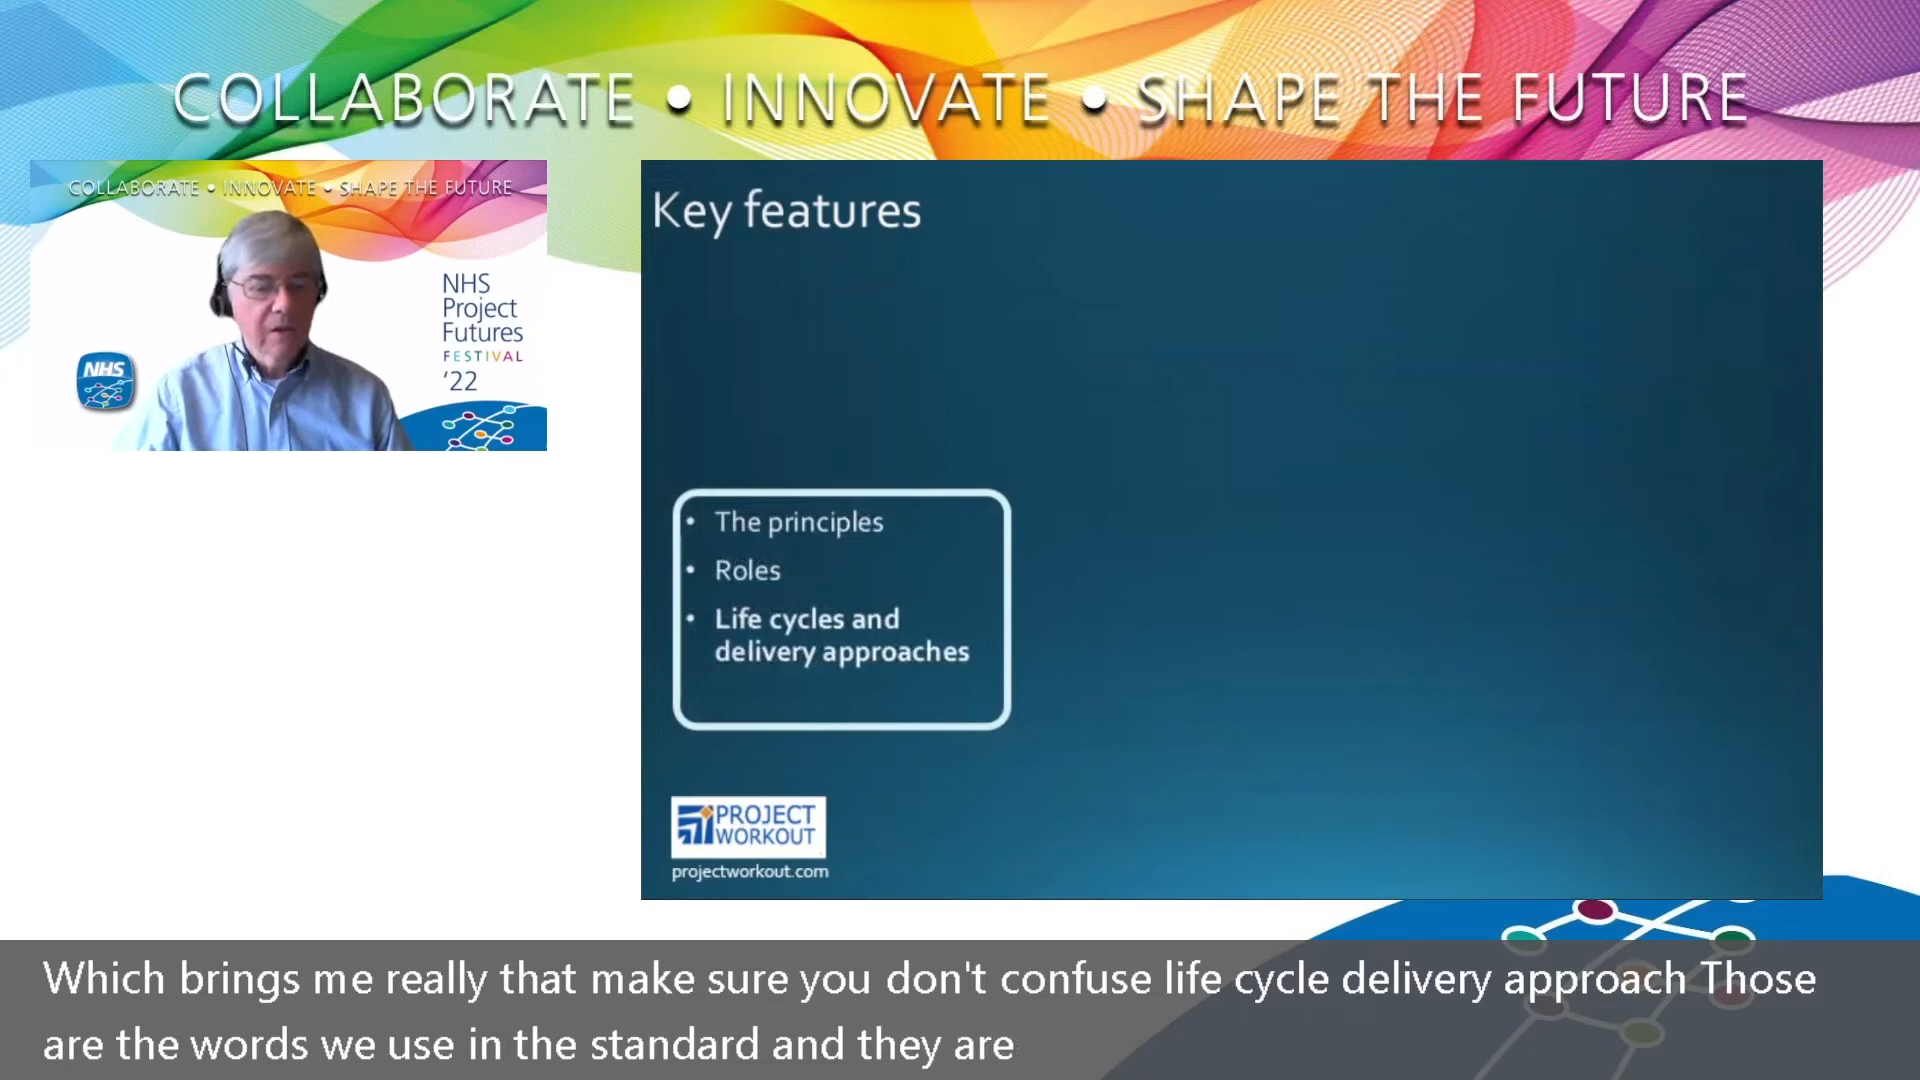 COLLABORATE • INNOVATE • SHAPE THE FUTURE
COLLABORATE • INNOVATE • SHAPE THE FUTURE
NHS
Project
Futures
FESTIVAL
'22
NHS
Key features
• The principles
• Roles
• Life cycles and
delivery approaches
PROJECT
WORKOUT
projectworkout.com
Which brings me really that make sure you don't confuse life cycle delivery approach Those
are the words we use in the standard and they are